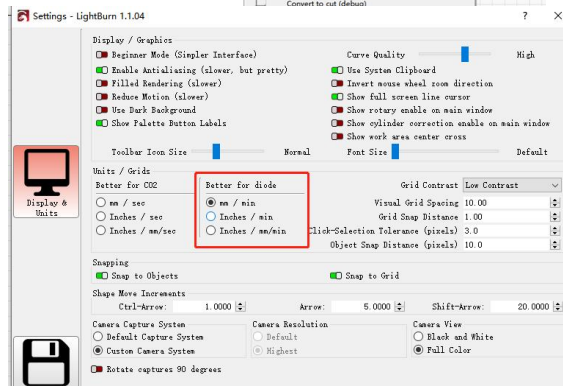 Convert to cut (debug)
Settings - LightBurn 1.1.04
? ×
Display / Graphics
Beginner Mode (Simpler Interface)
Curve Quality High
Enable Antialiasing (slower, but pretty)
Use System Clipboard
Filled Rendering (slower)
Invert mouse wheel zoom direction
Reduce Motion (slower)
Show full screen line cursor
Use Dark Background
Show rotary enable on main window
Show Palette Button Labels
Show cylinder correction enable on main window
Show work area center cross
Toolbar Icon Size Normal
Font Size Default
Display &
Units
Units / Grids
Better for CO2
Better for diode
Grid Contrast Low Contrast
mm / sec
mm / min
Visual Grid Spacing 10.00
Inches / sec
Inches / min
Grid Snap Distance 1.00
Inches / mm/sec
Inches / mm/min
Click-Selection Tolerance (pixels) 3.0
Object Snap Distance (pixels) 10.0
Snapping
Snap to Objects
Snap to Grid
Shape Move Increments
Ctrl-Arrow: 1.0000
Arrow: 5.0000
Shift-Arrow: 20.0000
Camera Capture System
Camera Resolution
Camera View
Default Capture System
Default
Black and White
Custom Camera System
Highest
Full Color
Rotate captures 90 degrees